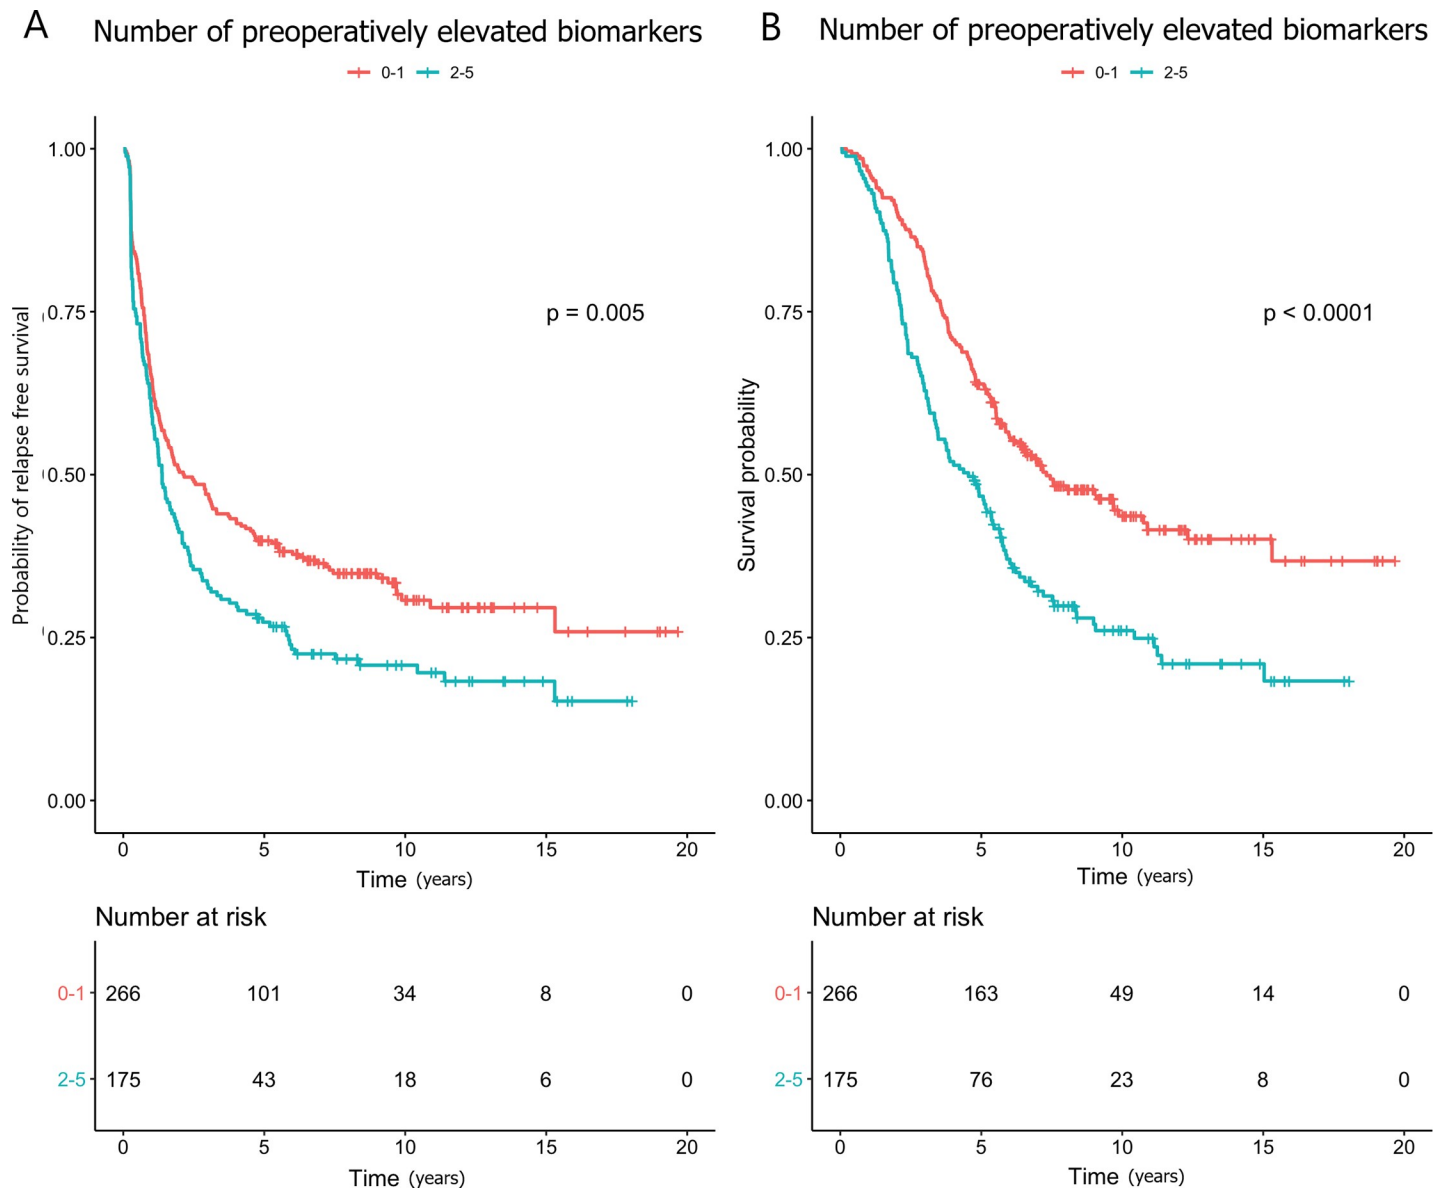 A Number of preoperatively elevated biomarkers
0-1 2-5
1.00
0.75
0.50
0.25
0.00
Probability of relapse free survival
p = 0.005
0 5 10 15 20
Time (years)
Number at risk
0-1 266 101 34 8 0
2-5 175 43 18 6 0
0 5 10 15 20
Time (years)
B Number of preoperatively elevated biomarkers
0-1 2-5
1.00
0.75
0.50
0.25
0.00
Survival probability
p < 0.0001
0 5 10 15 20
Time (years)
Number at risk
0-1 266 163 49 14 0
2-5 175 76 23 8 0
0 5 10 15 20
Time (years)